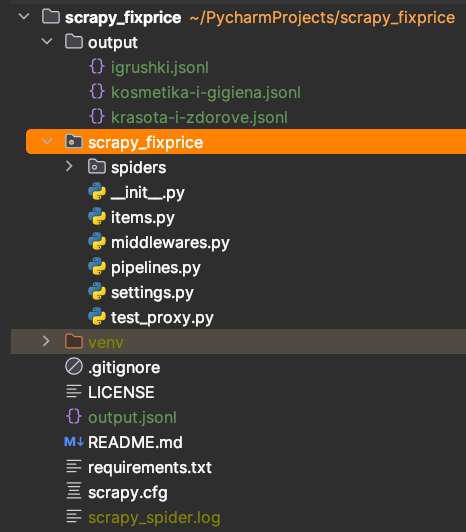 scrapy_fixprice ~/PycharmProjects/scrapy_fixprice
output
igrushki.jsonl
kosmetika-i-gigiena.jsonl
krasota-i-zdorove.jsonl
scrapy_fixprice
spiders
__init__.py
items.py
middlewares.py
pipelines.py
settings.py
test_proxy.py
venv
.gitignore
LICENSE
output.jsonl
M↓ README.md
requirements.txt
scrapy.cfg
scrapy_spider.log